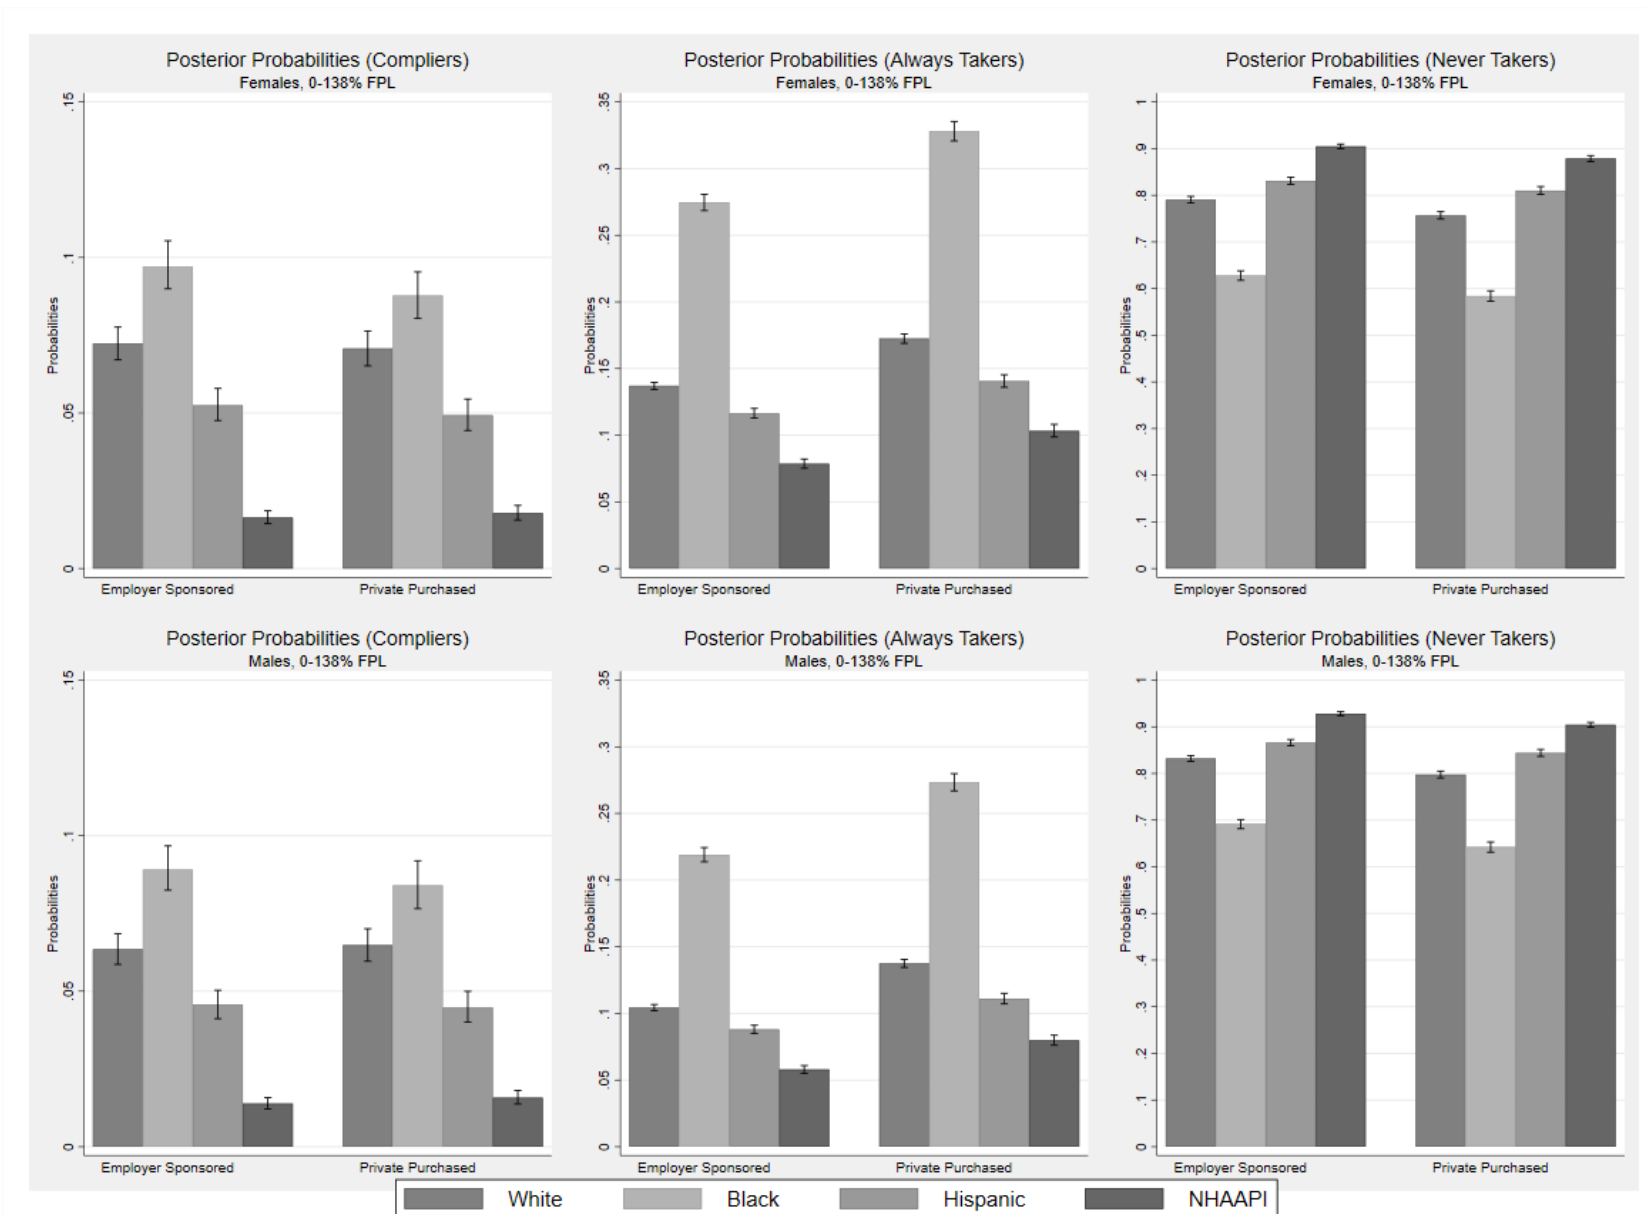 Posterior Probabilities (Compliers)
Females, 0-138% FPL
Probabilities
.15
.1
.05
0
Employer Sponsored Private Purchased
Posterior Probabilities (Always Takers)
Females, 0-138% FPL
Probabilities
.35
.3
.25
.2
.15
.1
.05
0
Employer Sponsored Private Purchased
Posterior Probabilities (Never Takers)
Females, 0-138% FPL
Probabilities
1
.9
.8
.7
.6
.5
.4
.3
.2
.1
0
Employer Sponsored Private Purchased
Posterior Probabilities (Compliers)
Males, 0-138% FPL
Probabilities
.15
.1
.05
0
Employer Sponsored Private Purchased
Posterior Probabilities (Always Takers)
Males, 0-138% FPL
Probabilities
.35
.3
.25
.2
.15
.1
.05
0
Employer Sponsored Private Purchased
Posterior Probabilities (Never Takers)
Males, 0-138% FPL
Probabilities
1
.9
.8
.7
.6
.5
.4
.3
.2
.1
0
Employer Sponsored Private Purchased
White Black Hispanic NHAAPI